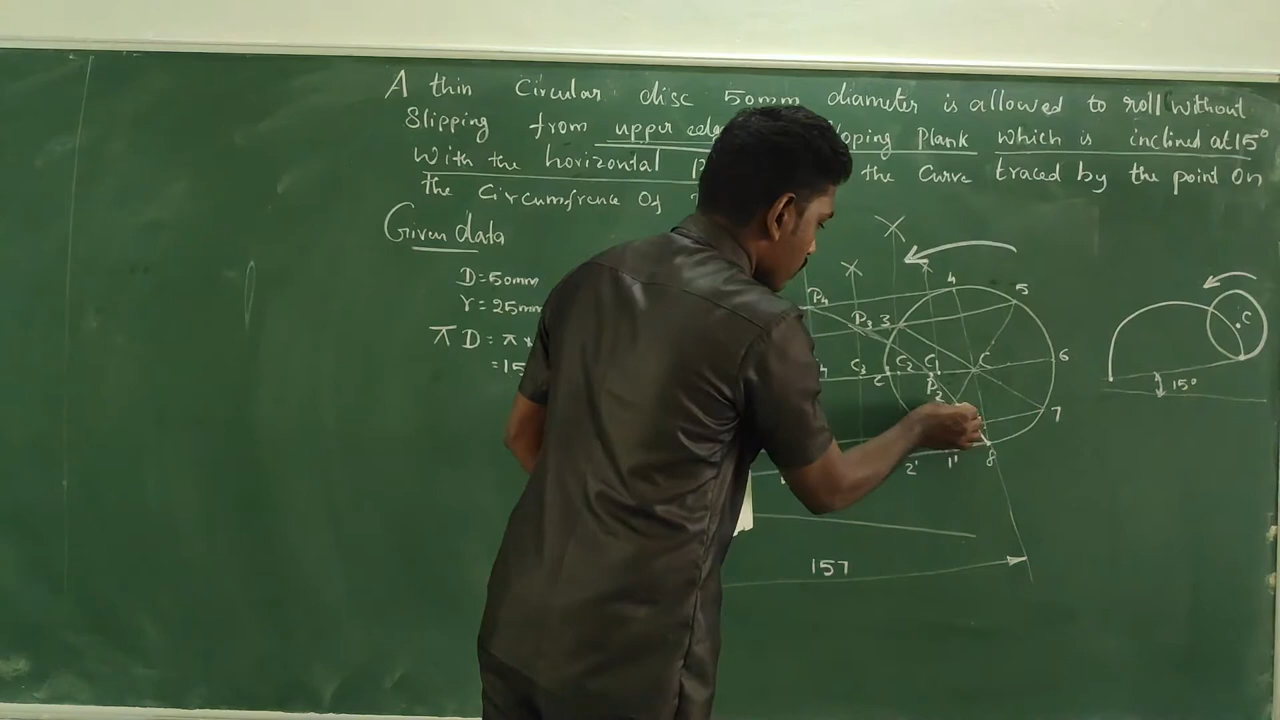 A thin Circular disc 50mm diameter is allowed to roll without
Slipping from upper edge loping Plank which is inclined at 15°
With the horizontal the Curve traced by the point On
the Circumfrence Of
Given data
D=50mm
r=25mm
πD=π
=15
4
5
P4
P3 3
C
C3 C2 C1 C 6
P2
7
2' 1' 8
157
C
15°